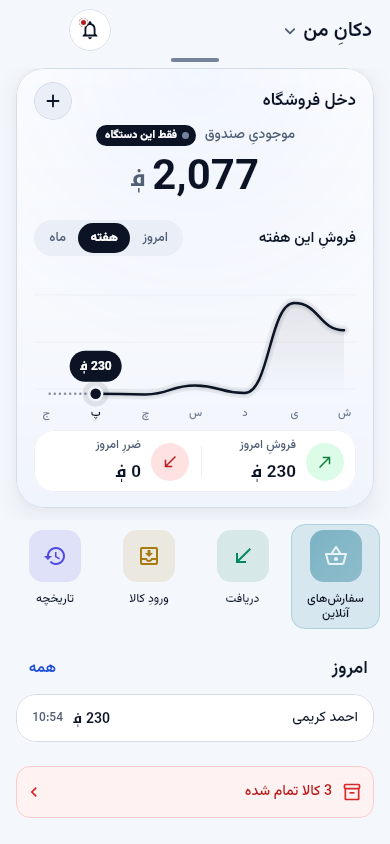 دکانِ من
دخل فروشگاه
موجودیِ صندوق
فقط این دستگاه
2,077 ؋
فروشِ این هفته
امروز
هفته
ماه
230 ؋
ش
ی
د
س
چ
پ
ج
فروشِ امروز
230 ؋
ضررِ امروز
0 ؋
سفارش‌های آنلاین
دریافت
ورودِ کالا
تاریخچه
امروز
همه
احمد کریمی
230 ؋
10:54
3 کالا تمام شده